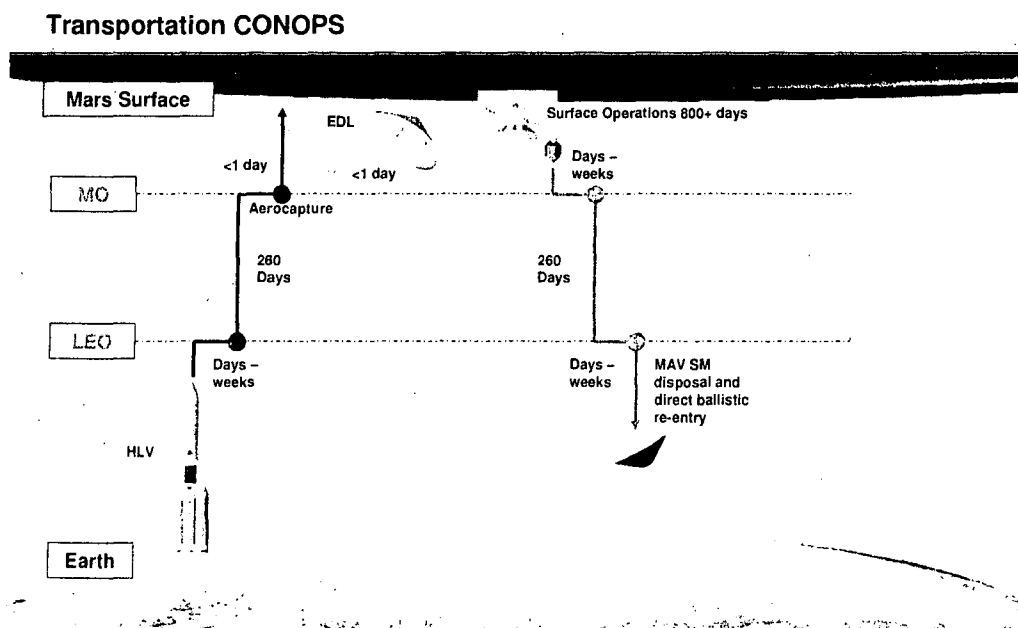 Transportation CONOPS
Mars Surface
EDL
Surface Operations 800+ days
<1 day
<1 day
Days –
weeks
MO
Aerocapture
260
Days
260
Days
LEO
Days –
weeks
Days –
weeks
MAV SM
disposal and
direct ballistic
re-entry
HLV
Earth